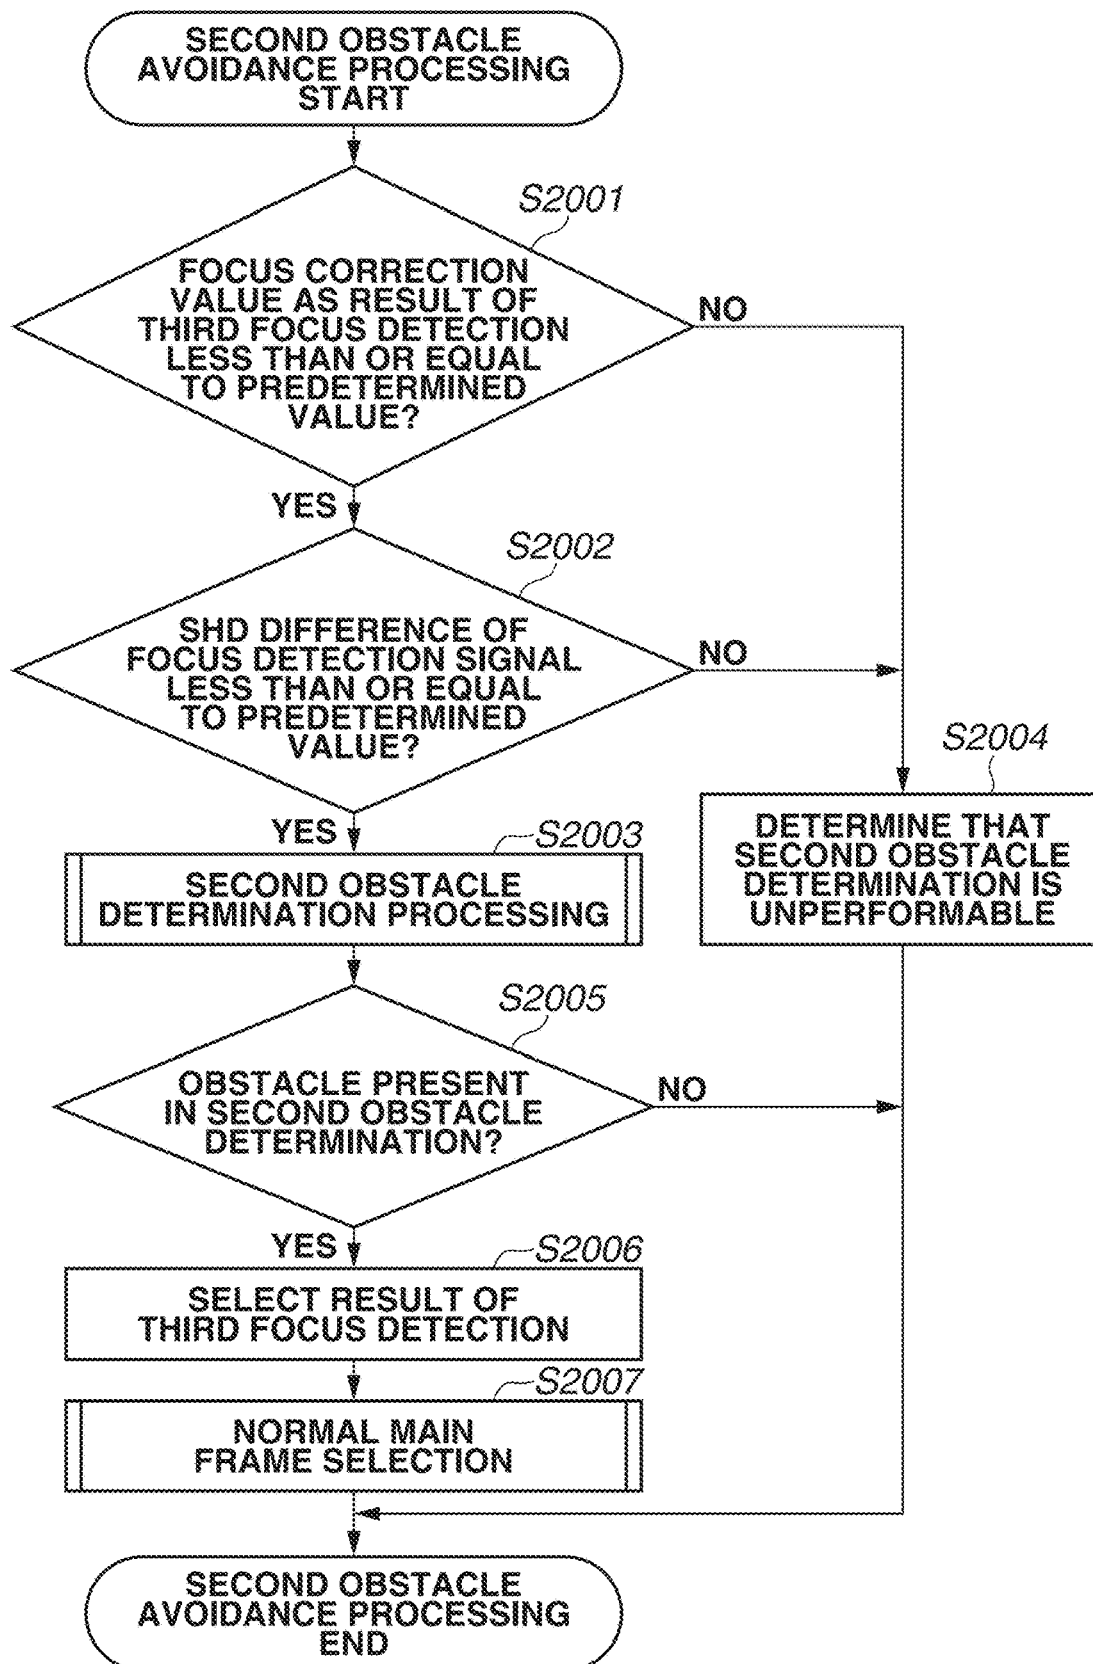 SECOND OBSTACLE
AVOIDANCE PROCESSING
START
S2001
FOCUS CORRECTION
VALUE AS RESULT OF
THIRD FOCUS DETECTION
LESS THAN OR EQUAL
TO PREDETERMINED
VALUE?
NO
YES
S2002
SHD DIFFERENCE OF
FOCUS DETECTION SIGNAL
LESS THAN OR EQUAL
TO PREDETERMINED
VALUE?
NO
S2004
DETERMINE THAT
SECOND OBSTACLE
DETERMINATION IS
UNPERFORMABLE
YES
S2003
SECOND OBSTACLE
DETERMINATION PROCESSING
S2005
OBSTACLE PRESENT
IN SECOND OBSTACLE
DETERMINATION?
NO
YES
S2006
SELECT RESULT OF
THIRD FOCUS DETECTION
S2007
NORMAL MAIN
FRAME SELECTION
SECOND OBSTACLE
AVOIDANCE PROCESSING
END